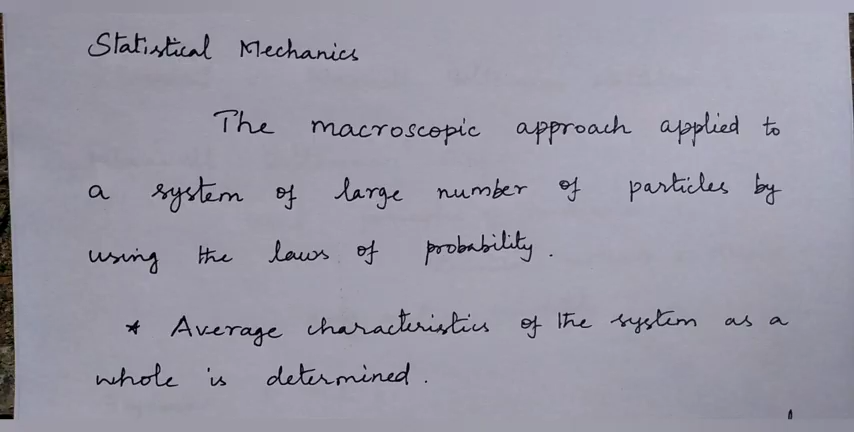 Statistical Mechanics
The macroscopic approach applied to
a system of large number of particles by
using the laws of probability.
* Average characteristics of the system as a
whole is determined.